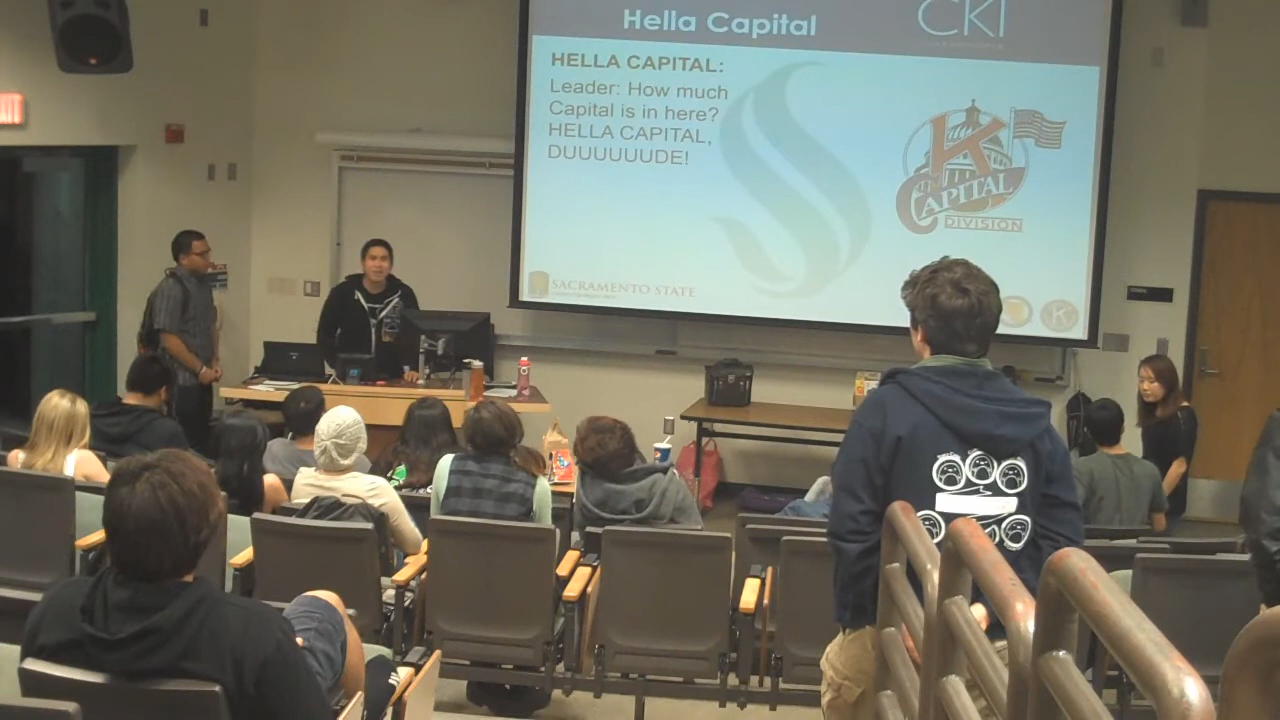 Hella Capital
CKI
HELLA CAPITAL:
Leader: How much
Capital is in here?
HELLA CAPITAL,
DUUUUUUDE!
K
CAPITAL
DIVISION
SACRAMENTO STATE
K